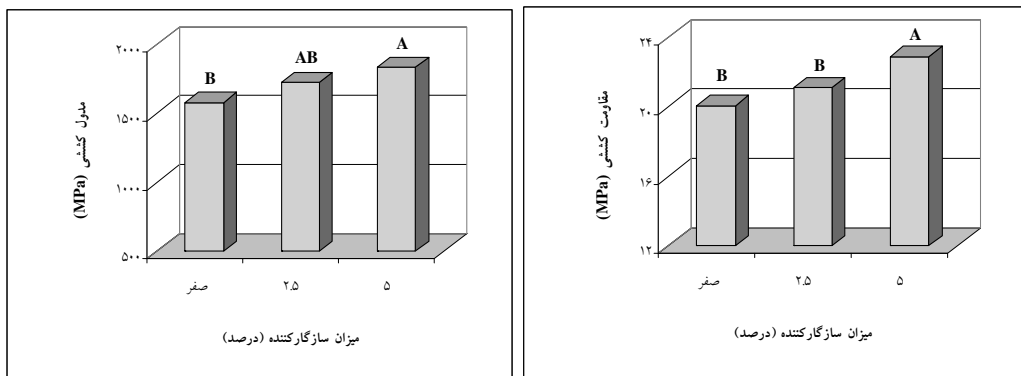 ۲۰۰۰
۱۵۰۰
۱۰۰۰
۵۰۰
مدول کششی (MPa)
B
AB
A
صفر
۲.۵
۵
میزان سازگارکننده (درصد)
۲۴
۲۰
۱۶
۱۲
مقاومت کششی (MPa)
B
B
A
صفر
۲.۵
۵
میزان سازگارکننده (درصد)